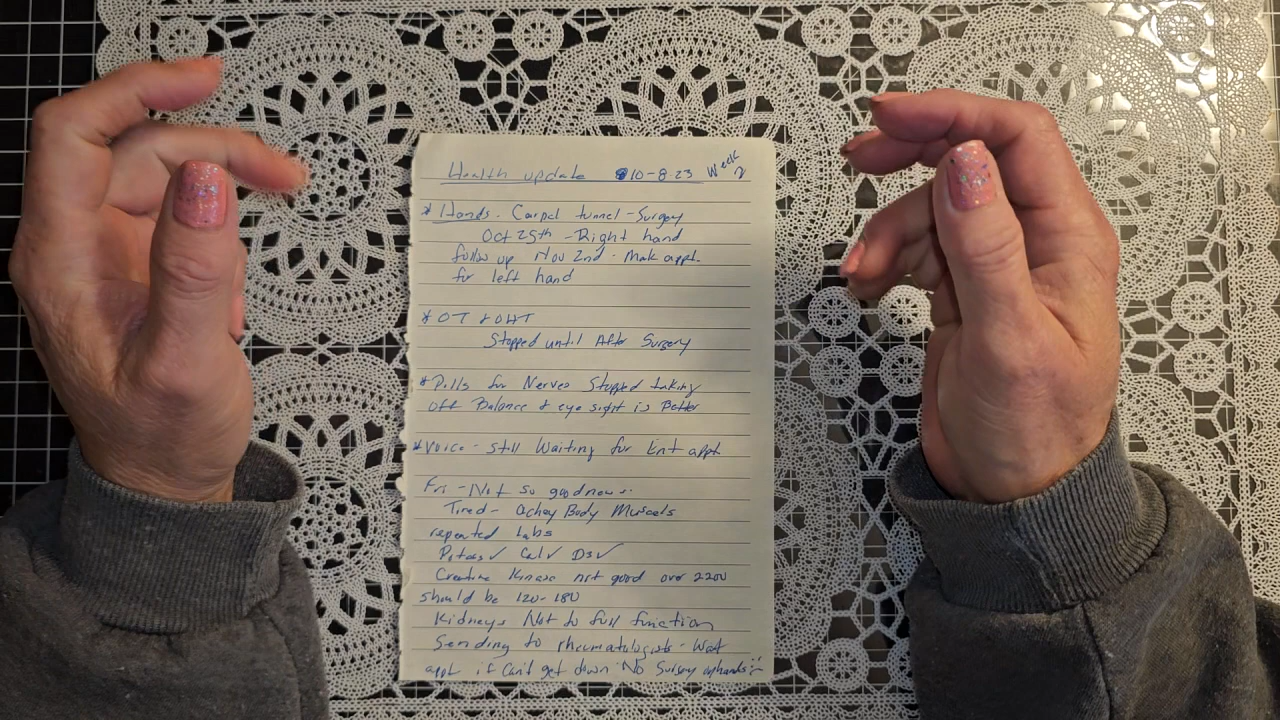 Health update 10-8-23 Week 2
* Hands - Carpal tunnel - Surgery
Oct 25th - Right hand
follow up Nov 2nd - Mak appt.
for left hand
* OT & OHT
Stopped until After Surgery
* Pills for Nerves Stopped taking
off Balance & eye sight is Better
* Voice - Still Waiting for Ent appt
Fri - Not so good news.
Tired - Achey Body Muscels
repeated Labs
Potass ✓ Cal ✓ D3 ✓
Creatine Kinase not good over 2200
should be 120-180
Kidneys Not to full function
Sending to rheumatologists - Wait
appt if Can't get down NO Surgery on hands